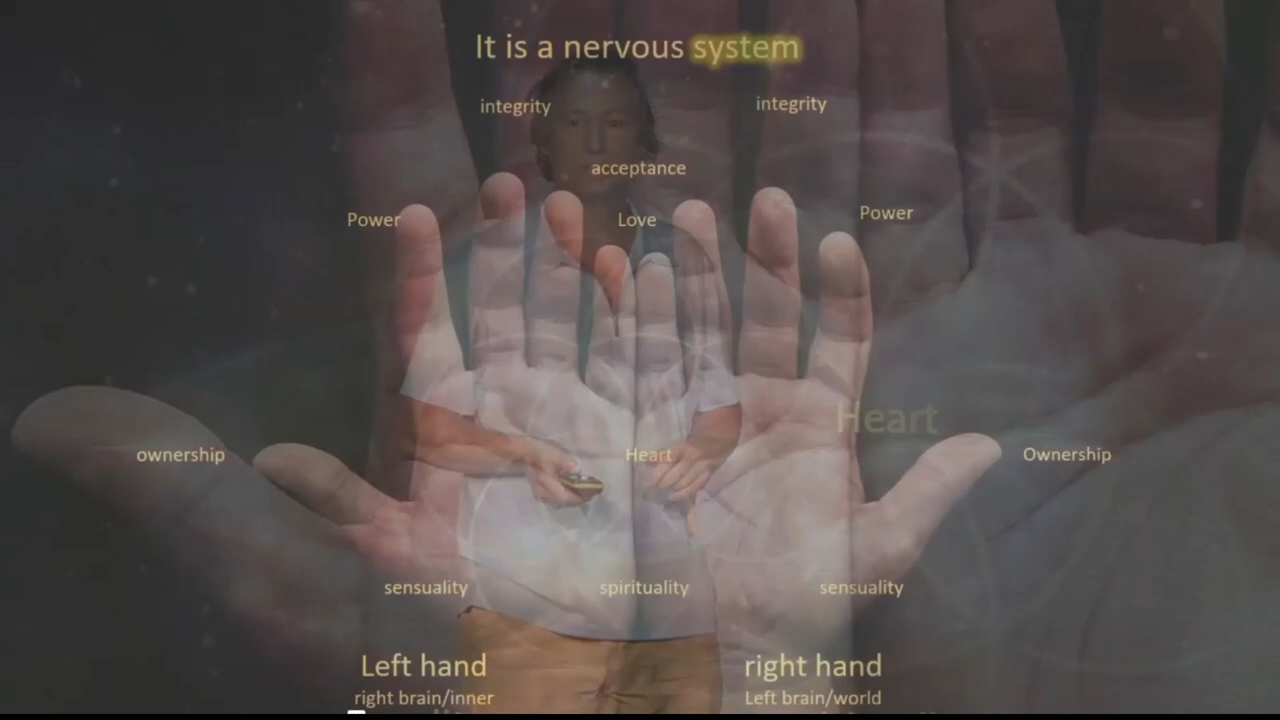 It is a nervous system
integrity
integrity
acceptance
Power
Love
Power
Heart
ownership
Heart
Ownership
sensuality
spirituality
sensuality
Left hand
right hand
right brain/inner
Left brain/world